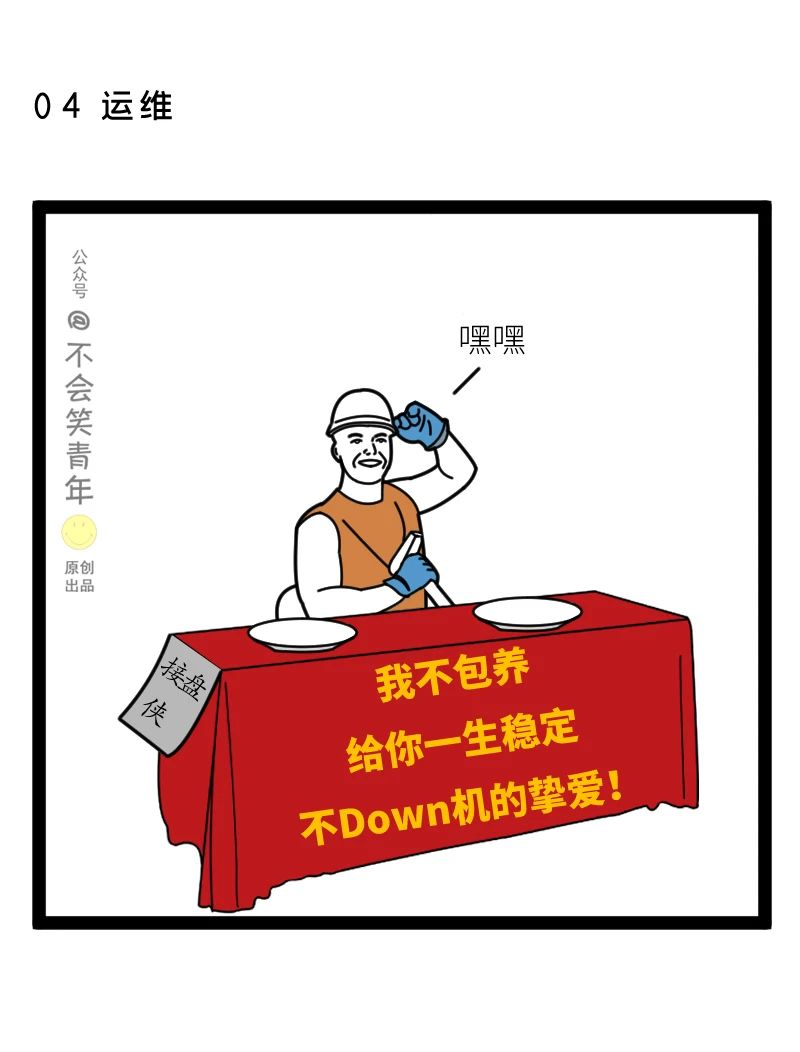 04 运维
公众号
@不会笑青年
原创
出品
嘿嘿
接盘
侠
我不包养
给你一生稳定
不Down机的挚爱！